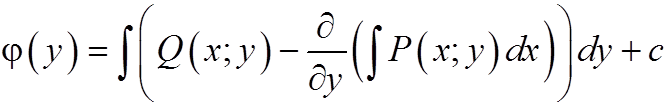 φ(y) = ∫(Q(x; y) − ∂/∂y(∫P(x; y)dx))dy + c